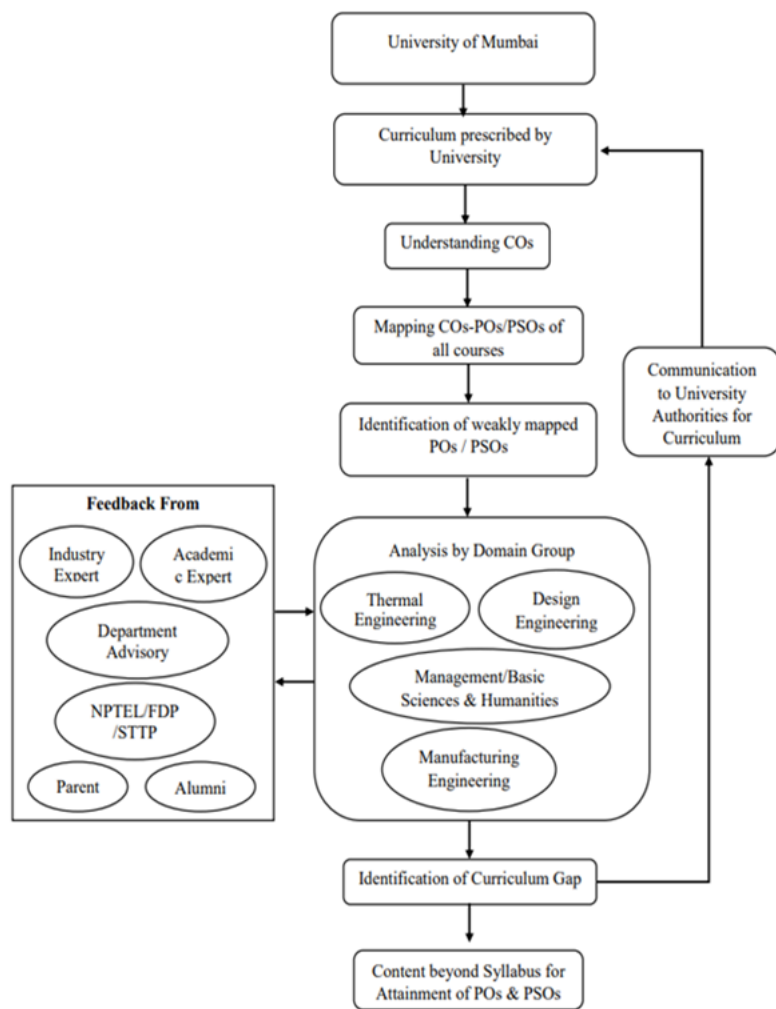 University of Mumbai
Curriculum prescribed by
University
Understanding COs
Mapping COs-POs/PSOs of
all courses
Communication
to University
Authorities for
Curriculum
Identification of weakly mapped
POs / PSOs
Feedback From
Industry
Expert
Academi
c Expert
Department
Advisory
NPTEL/FDP
/STTP
Parent
Alumni
Analysis by Domain Group
Thermal
Engineering
Design
Engineering
Management/Basic
Sciences & Humanities
Manufacturing
Engineering
Identification of Curriculum Gap
Content beyond Syllabus for
Attainment of POs & PSOs